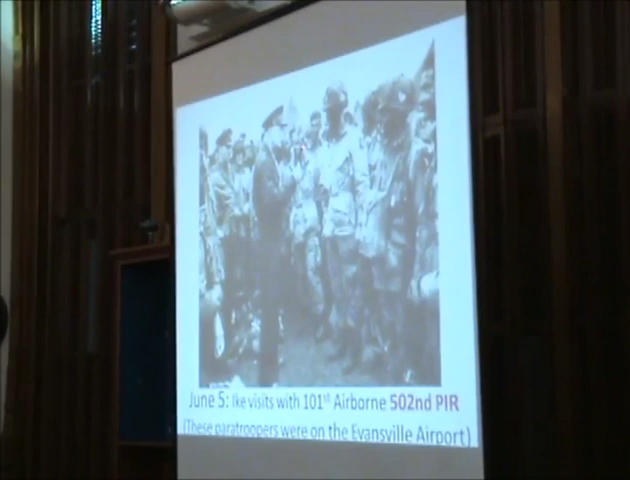 June 5: Ike visits with 101st Airborne 502nd PIR
(These paratroopers were on the Evansville Airport)